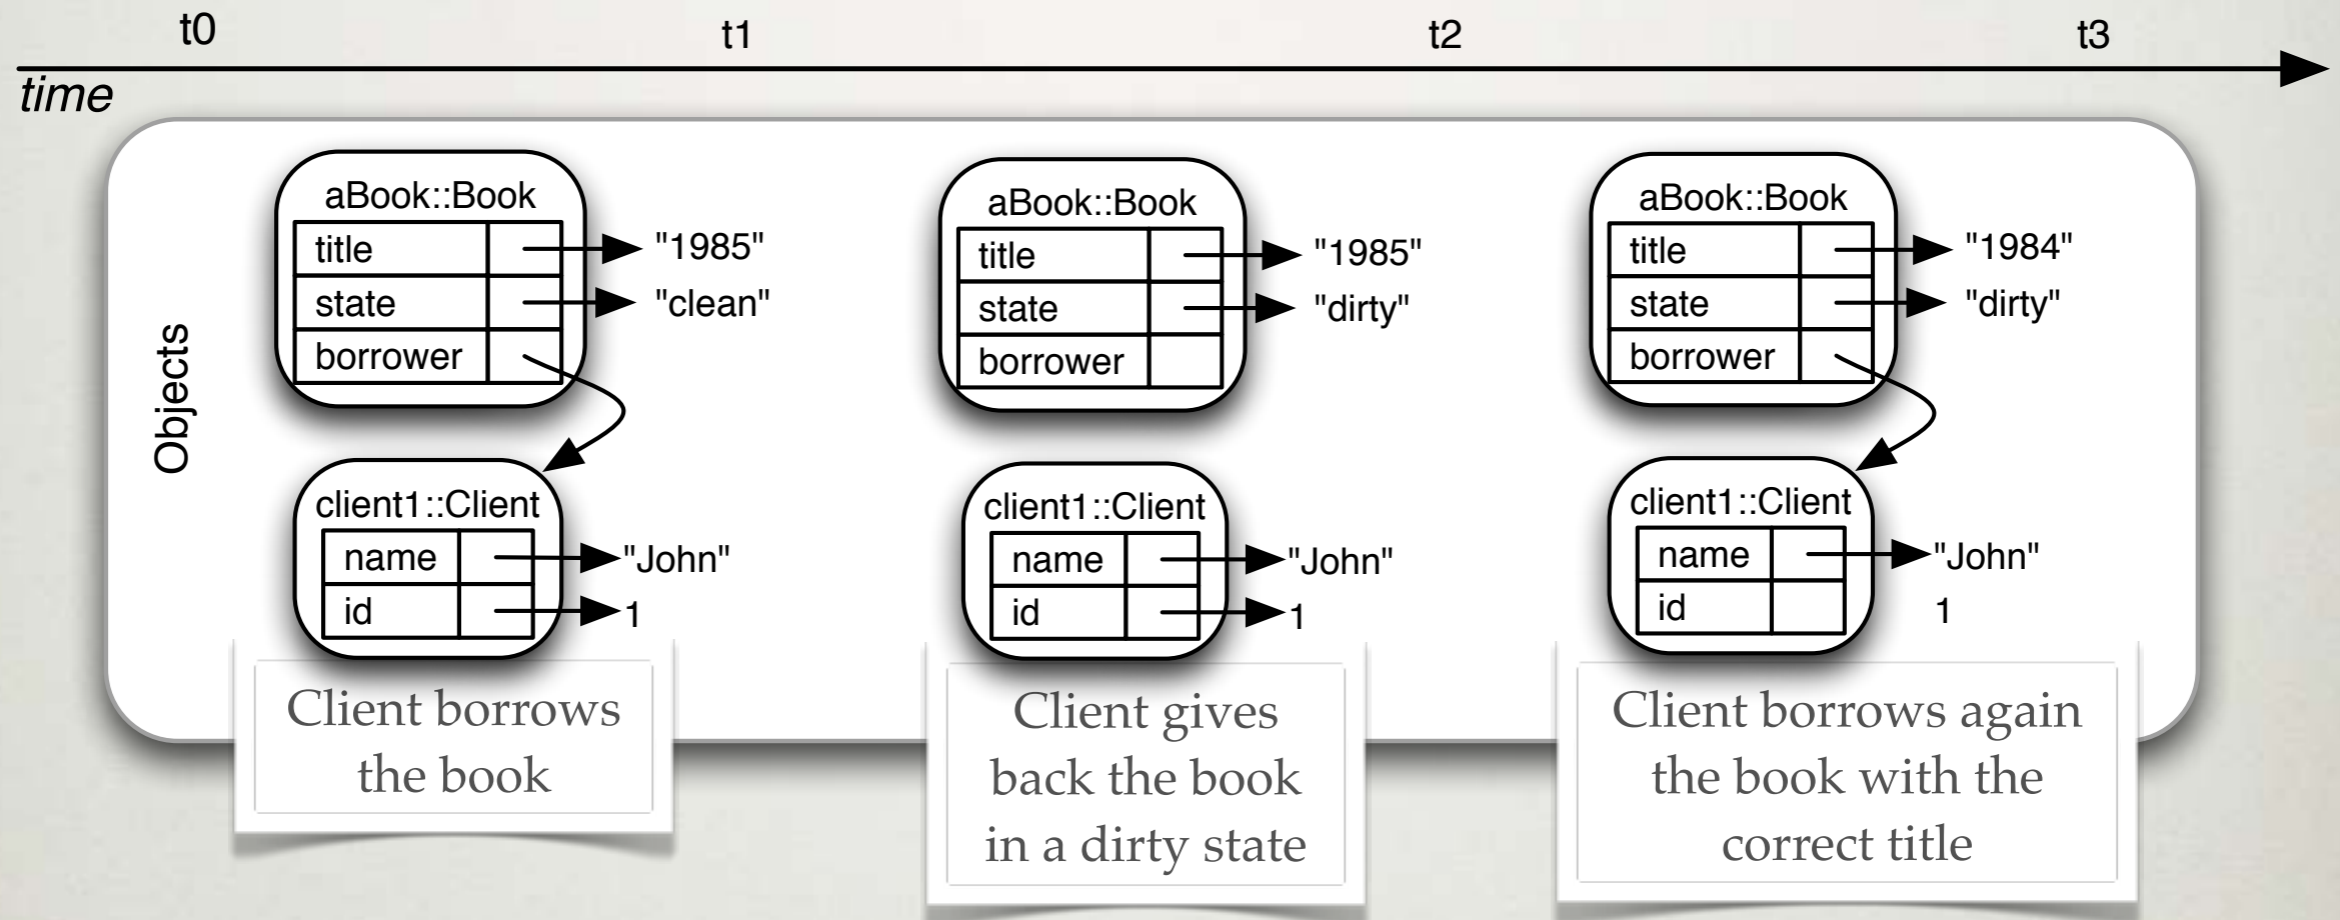 t0
t1
t2
t3
time
Objects
aBook::Book
title
"1985"
state
"clean"
borrower
client1::Client
name
"John"
id
1
Client borrows
the book
aBook::Book
title
"1985"
state
"dirty"
borrower
client1::Client
name
"John"
id
1
Client gives
back the book
in a dirty state
aBook::Book
title
"1984"
state
"dirty"
borrower
client1::Client
name
"John"
id
1
Client borrows again
the book with the
correct title